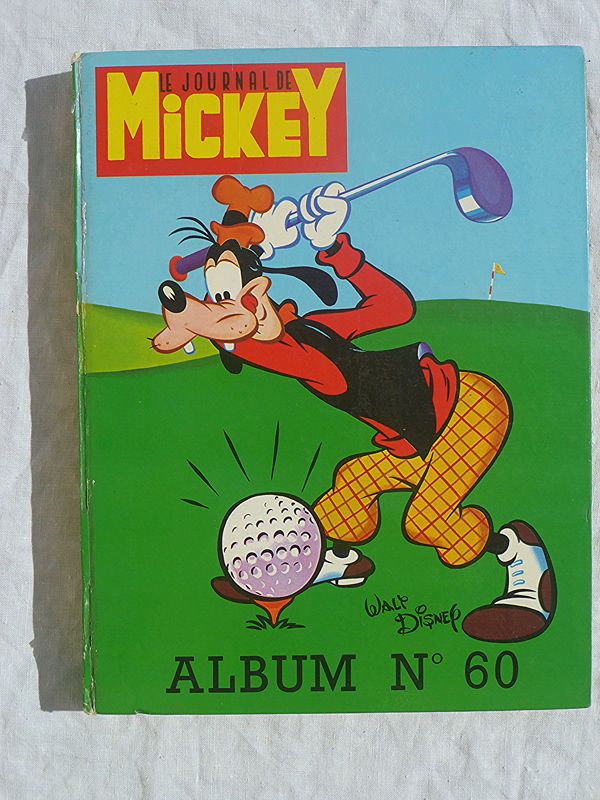 LE JOURNAL DE
MiCKEY
WALT
DISNEY
ALBUM N° 60